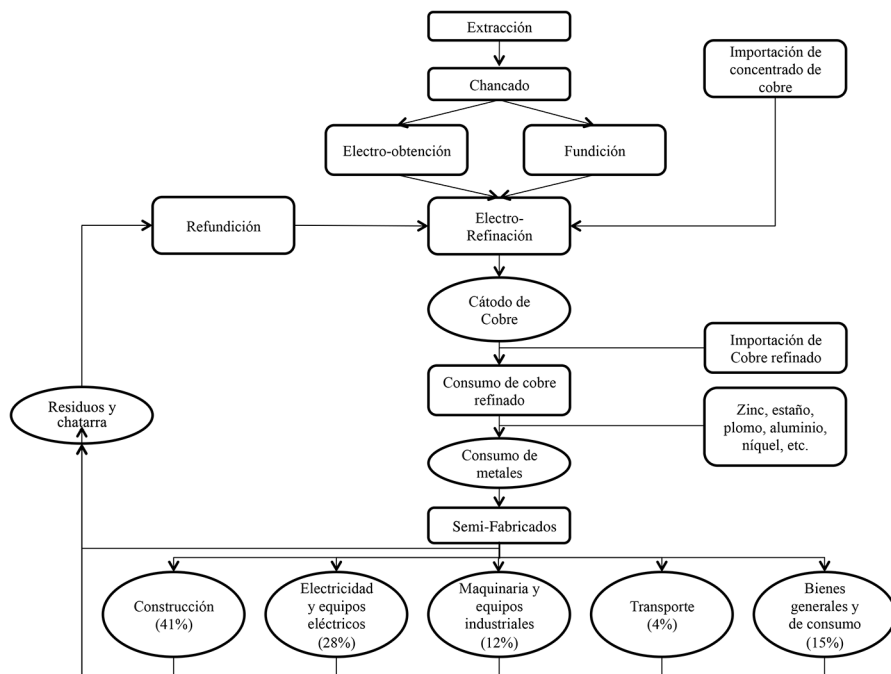 Extracción
Importación de
concentrado de
cobre
Chancado
Electro-obtención
Fundición
Refundición
Electro-
Refinación
Cátodo de
Cobre
Importación de
Cobre refinado
Consumo de cobre
refinado
Residuos y
chatarra
Zinc, estaño,
plomo, aluminio,
níquel, etc.
Consumo de
metales
Semi-Fabricados
Construcción
(41%)
Electricidad
y equipos
eléctricos
(28%)
Maquinaria y
equipos
industriales
(12%)
Transporte
(4%)
Bienes
generales y
de consumo
(15%)